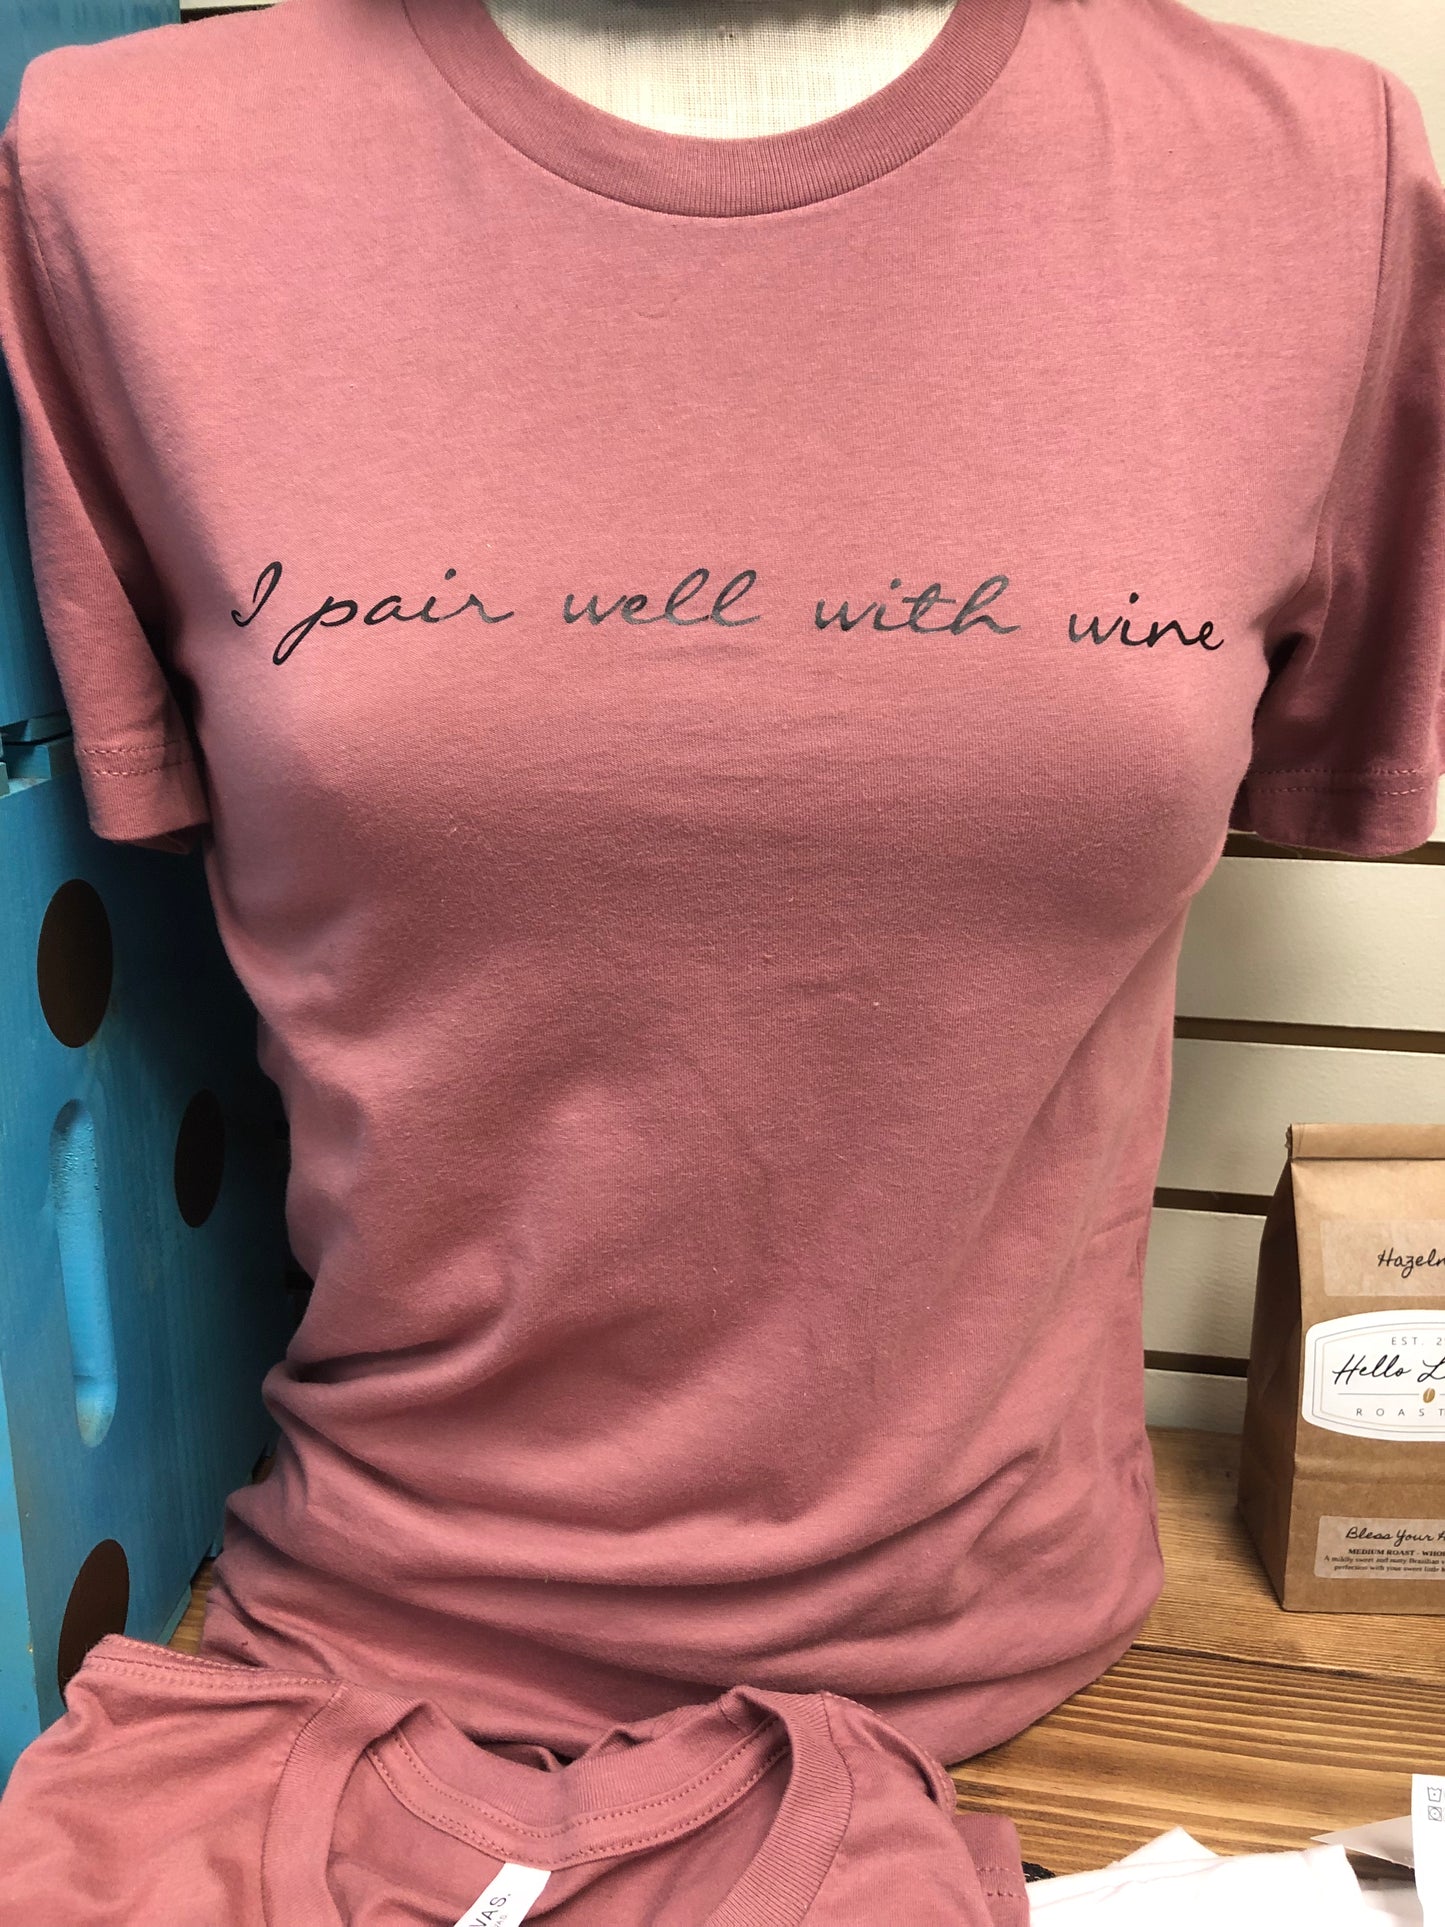 I pair well with wine
EST. 2
Hello
ROAST
Bless Your
MEDIUM ROAST - WHO
A mildly sweet and nutty Brazilian
perfection with your sweet little
VAS.